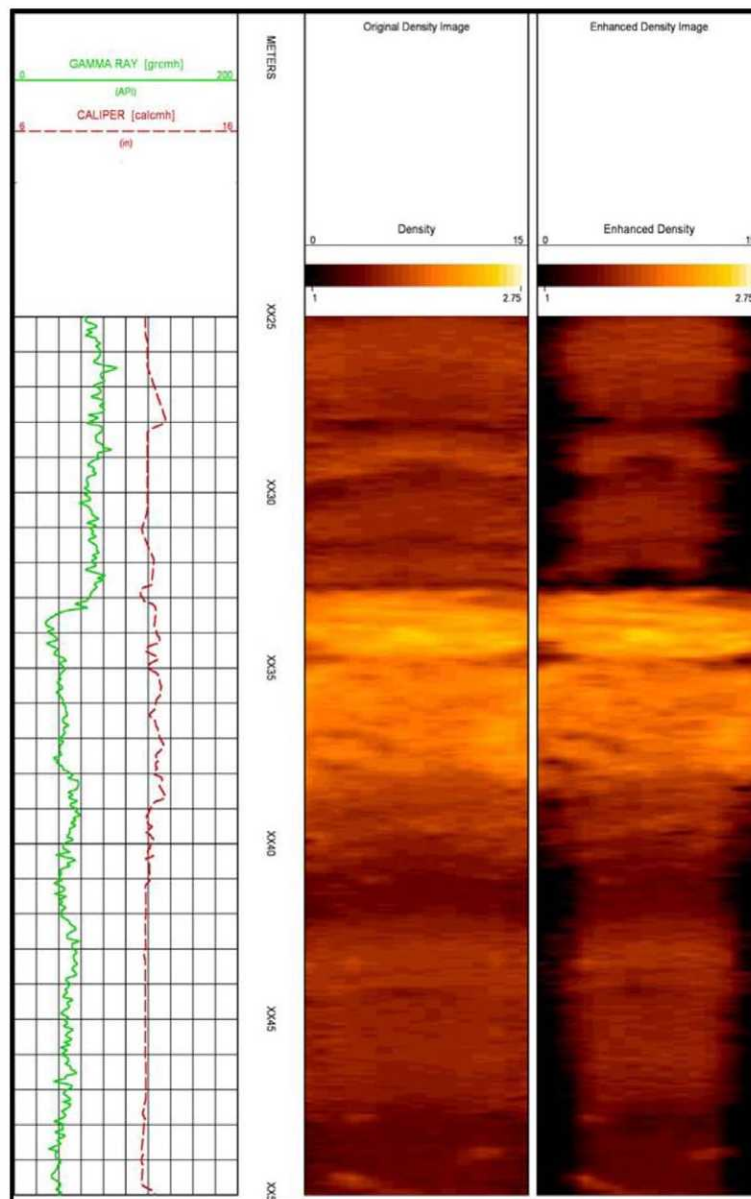 GAMMA RAY [grcmh]
0 200
(API)
CALIPER [calcmh]
6 16
(in)
METERS
XX25
XX30
XX35
XX40
XX45
Original Density Image
Density
0 15
1 2.75
Enhanced Density Image
Enhanced Density
0
1 2.75